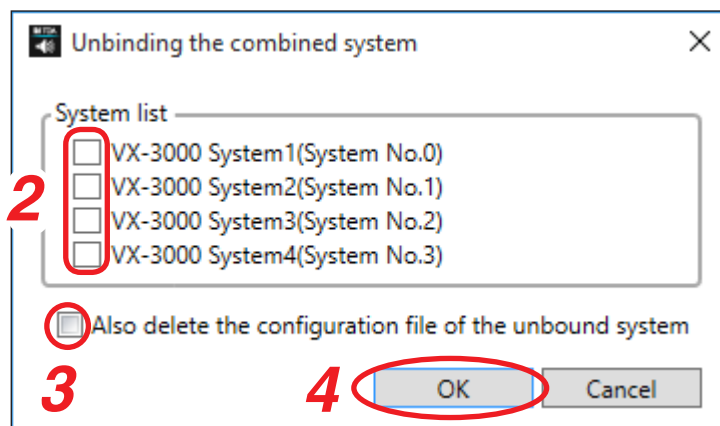 Unbinding the combined system
System list
VX-3000 System1(System No.0)
VX-3000 System2(System No.1)
2
VX-3000 System3(System No.2)
VX-3000 System4(System No.3)
Also delete the configuration file of the unbound system
3
4
OK
Cancel